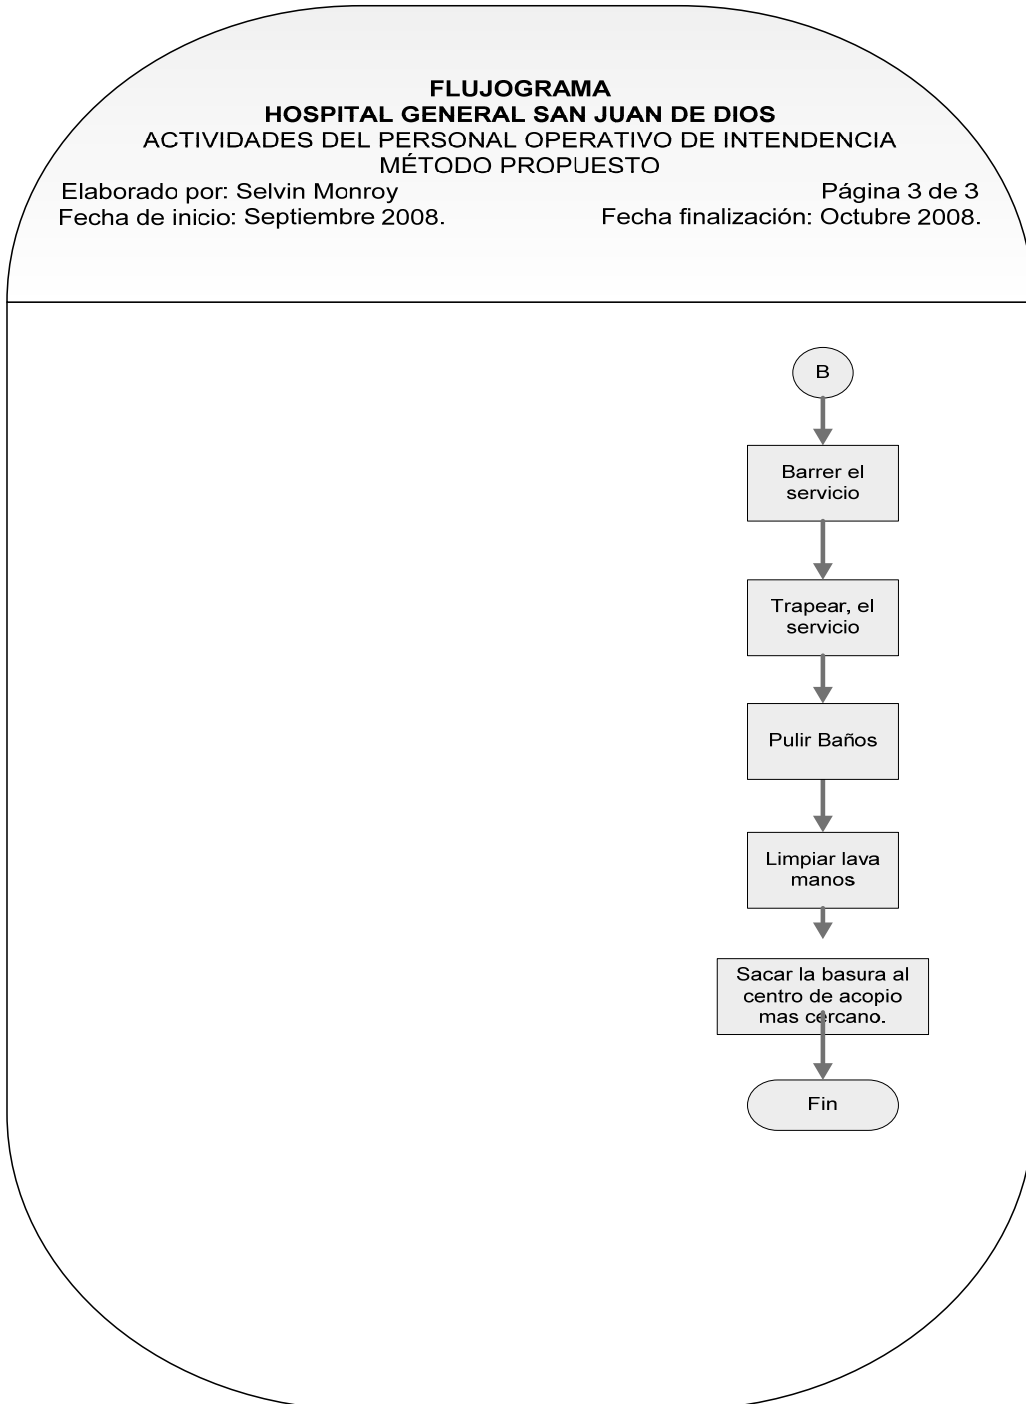 FLUJOGRAMA
HOSPITAL GENERAL SAN JUAN DE DIOS
ACTIVIDADES DEL PERSONAL OPERATIVO DE INTENDENCIA
MÉTODO PROPUESTO
Elaborado por: Selvin Monroy Página 3 de 3
Fecha de inicio: Septiembre 2008. Fecha finalización: Octubre 2008.
B
Barrer el
servicio
Trapear, el
servicio
Pulir Baños
Limpiar lava
manos
Sacar la basura al
centro de acopio
mas cercano.
Fin